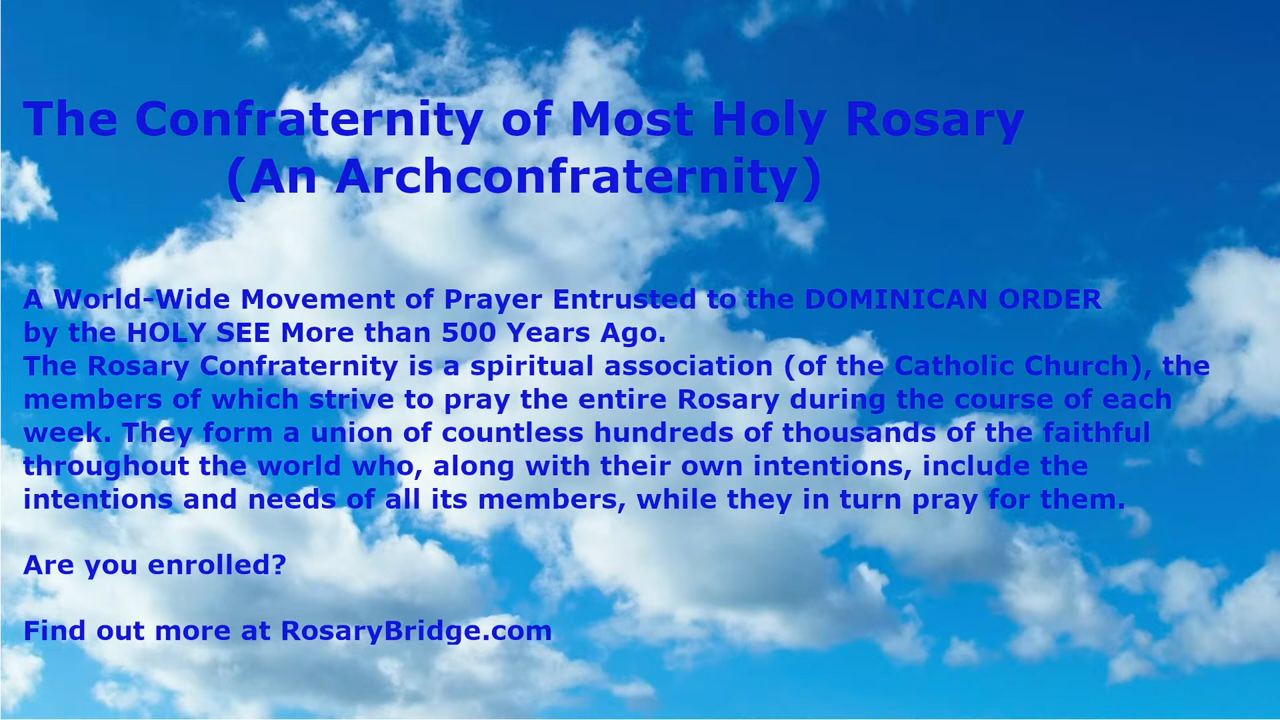 The Confraternity of Most Holy Rosary
(An Archconfraternity)
A World-Wide Movement of Prayer Entrusted to the DOMINICAN ORDER
by the HOLY SEE More than 500 Years Ago.
The Rosary Confraternity is a spiritual association (of the Catholic Church), the
members of which strive to pray the entire Rosary during the course of each
week. They form a union of countless hundreds of thousands of the faithful
throughout the world who, along with their own intentions, include the
intentions and needs of all its members, while they in turn pray for them.
Are you enrolled?
Find out more at RosaryBridge.com